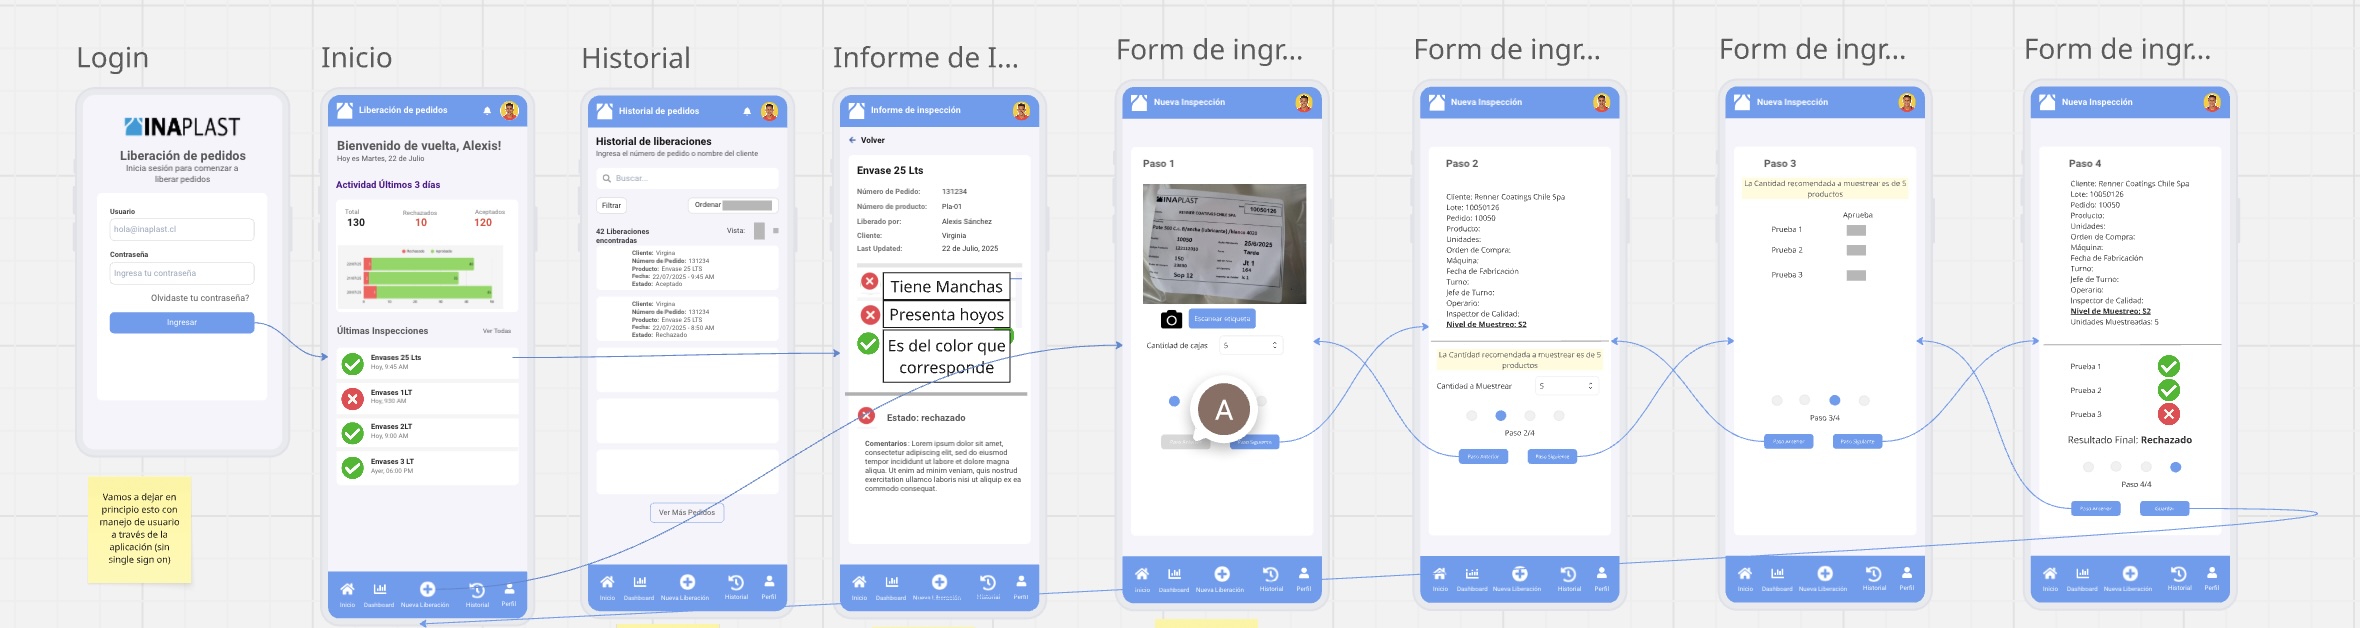 Login
Inicio
Historial
Informe de I...
Form de ingr...
Form de ingr...
Form de ingr...
Form de ingr...
INAPLAST
Liberación de pedidos
Inicia sesión para comenzar a
liberar pedidos
Usuario
hola@inaplast.cl
Contraseña
Ingresa tu contraseña
Olvidaste tu contraseña?
Ingresar
Vamos a dejar en
principio esto con
manejo de usuario
a través de la
aplicación (sin
single sign on)
Liberación de pedidos
Bienvenido de vuelta, Alexis!
Hoy es Martes, 22 de Julio
Actividad Últimos 3 días
Total
130
Rechazados
10
Aceptados
120
Últimas Inspecciones
Ver Todas
Envases 25 Lts
Hoy, 9:45 AM
Envases 1LT
Hoy, 9:50 AM
Envases 2LT
Hoy, 9:00 AM
Envases 3 LT
Ayer, 06:00 PM
Inicio
Dashboard
Nueva Liberación
Historial
Perfil
Historial de pedidos
Historial de liberaciones
Ingresa el número de pedido o nombre del cliente
Buscar...
Filtrar
Ordenar
42 Liberaciones
encontradas
Vista:
Cliente: Virgina
Número de Pedido: 131234
Producto: Envase 25 LTS
Fecha: 22/07/2025 - 9:45 AM
Estado: Aceptado
Cliente: Virgina
Número de Pedido: 131234
Producto: Envase 25 LTS
Fecha: 22/07/2025 - 8:50 AM
Estado: Rechazado
Ver Más Pedidos
Inicio
Dashboard
Nueva Liberación
Historial
Perfil
Informe de inspección
Volver
Envase 25 Lts
Número de Pedido: 131234
Número de producto: Pla-01
Liberado por: Alexis Sánchez
Cliente: Virginia
Last Updated: 22 de Julio, 2025
Tiene Manchas
Presenta hoyos
Es del color que
corresponde
Estado: rechazado
Comentarios: Lorem ipsum dolor sit amet,
consectetur adipiscing elit, sed do eiusmod
tempor incididunt ut labore et dolore magna
aliqua. Ut enim ad minim veniam, quis nostrud
exercitation ullamco laboris nisi ut aliquip ex ea
commodo consequat.
Inicio
Dashboard
Nueva Liberación
Historial
Perfil
Nueva Inspección
Paso 1
INAPLAST
10050126
RENNER COATINGS CHILE SPA
10050
25/6/2025
Tarde
Jt 1
Sep 12
Escanear etiqueta
Cantidad de cajas
5
A
Paso Siguiente
Inicio
Dashboard
Nueva Liberación
Historial
Perfil
Nueva Inspección
Paso 2
Cliente: Renner Coatings Chile Spa
Lote: 10050126
Pedido: 10050
Producto:
Unidades:
Orden de Compra:
Máquina:
Fecha de Fabricación
Turno:
Jefe de Turno:
Operario:
Inspector de Calidad:
Nivel de Muestreo: S2
La Cantidad recomendada a muestrear es de 5
productos
Cantidad a Muestrear
5
Paso 2/4
Paso Anterior
Paso Siguiente
Inicio
Dashboard
Nueva Liberación
Historial
Perfil
Nueva Inspección
Paso 3
La Cantidad recomendada a muestrear es de 5
productos
Aprueba
Prueba 1
Prueba 2
Prueba 3
Paso 3/4
Paso Anterior
Paso Siguiente
Inicio
Dashboard
Nueva Liberación
Historial
Perfil
Nueva Inspección
Paso 4
Cliente: Renner Coatings Chile Spa
Lote: 10050126
Pedido: 10050
Producto:
Unidades:
Orden de Compra:
Máquina:
Fecha de Fabricación
Turno:
Jefe de Turno:
Operario:
Inspector de Calidad:
Nivel de Muestreo: S2
Unidades Muestreadas: 5
Prueba 1
Prueba 2
Prueba 3
Resultado Final: Rechazado
Paso 4/4
Paso Anterior
Guardar
Inicio
Dashboard
Nueva Liberación
Historial
Perfil